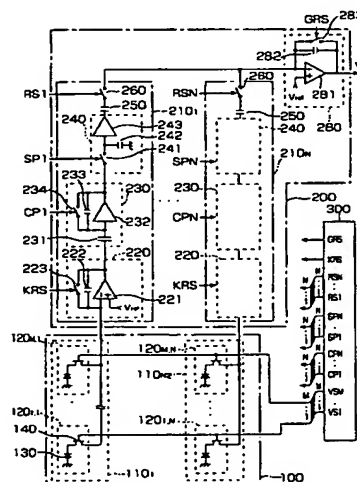 GRS
283
282
Vref
281
280
RS1
260
250
210₁
243
240
242
241
SP1
RSN
260
250
240
210N
SPN
234
233
230
CP1
232
231
230
CPN
200
300
220
223
222
KRS
221
Vref
220
KRS
GRS
KRS
RSN
RS1
SPN
SP1
CPN
CP1
VSM
VS1
N
M
120M,1
120M,N
110N
120₁,₁
140
130
120₁,N
110₁
100